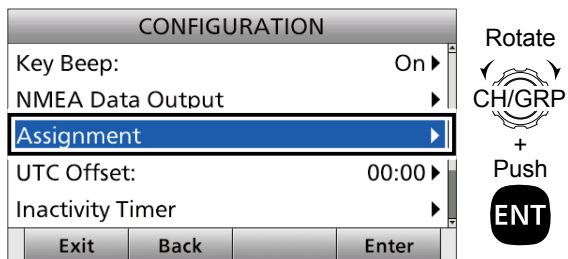 CONFIGURATION
Key Beep: On
NMEA Data Output
Assignment
UTC Offset: 00:00
Inactivity Timer
Exit Back Enter
Rotate
CH/GRP
+
Push
ENT